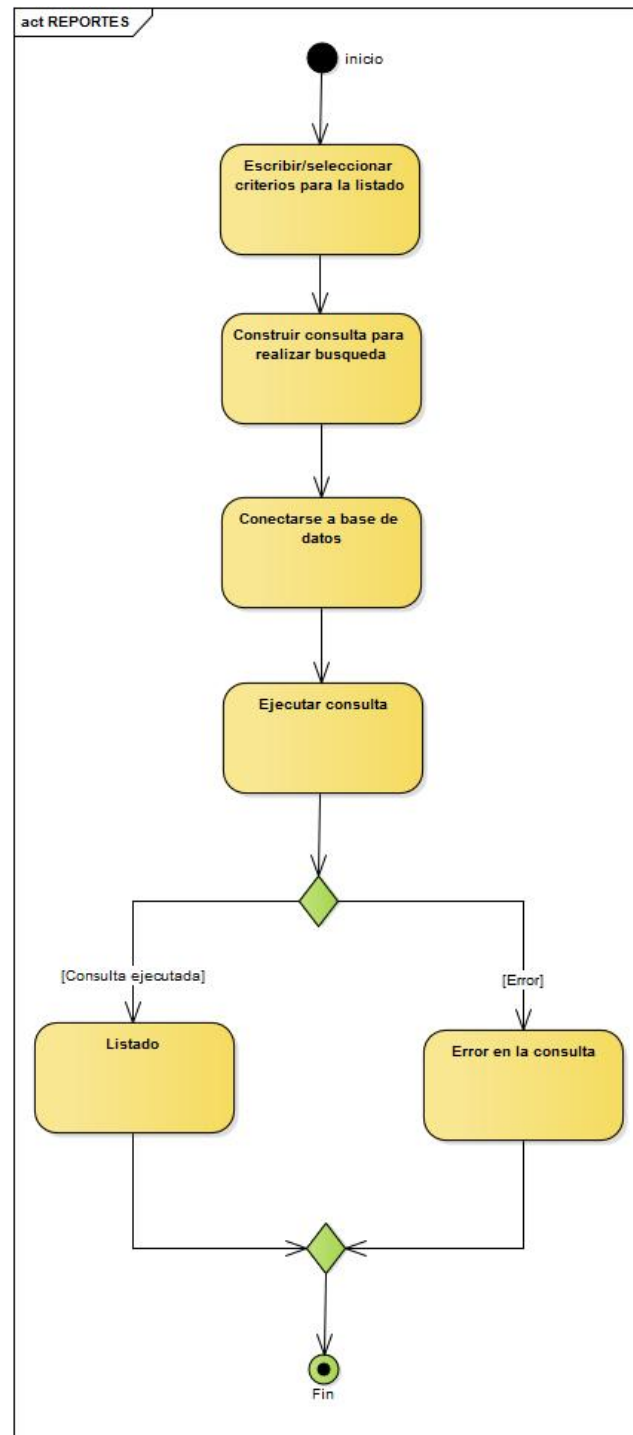 act REPORTES
inicio
Escribir/seleccionar
criterios para la listado
Construir consulta para
realizar busqueda
Conectarse a base de
datos
Ejecutar consulta
[Consulta ejecutada]
[Error]
Listado
Error en la consulta
Fin